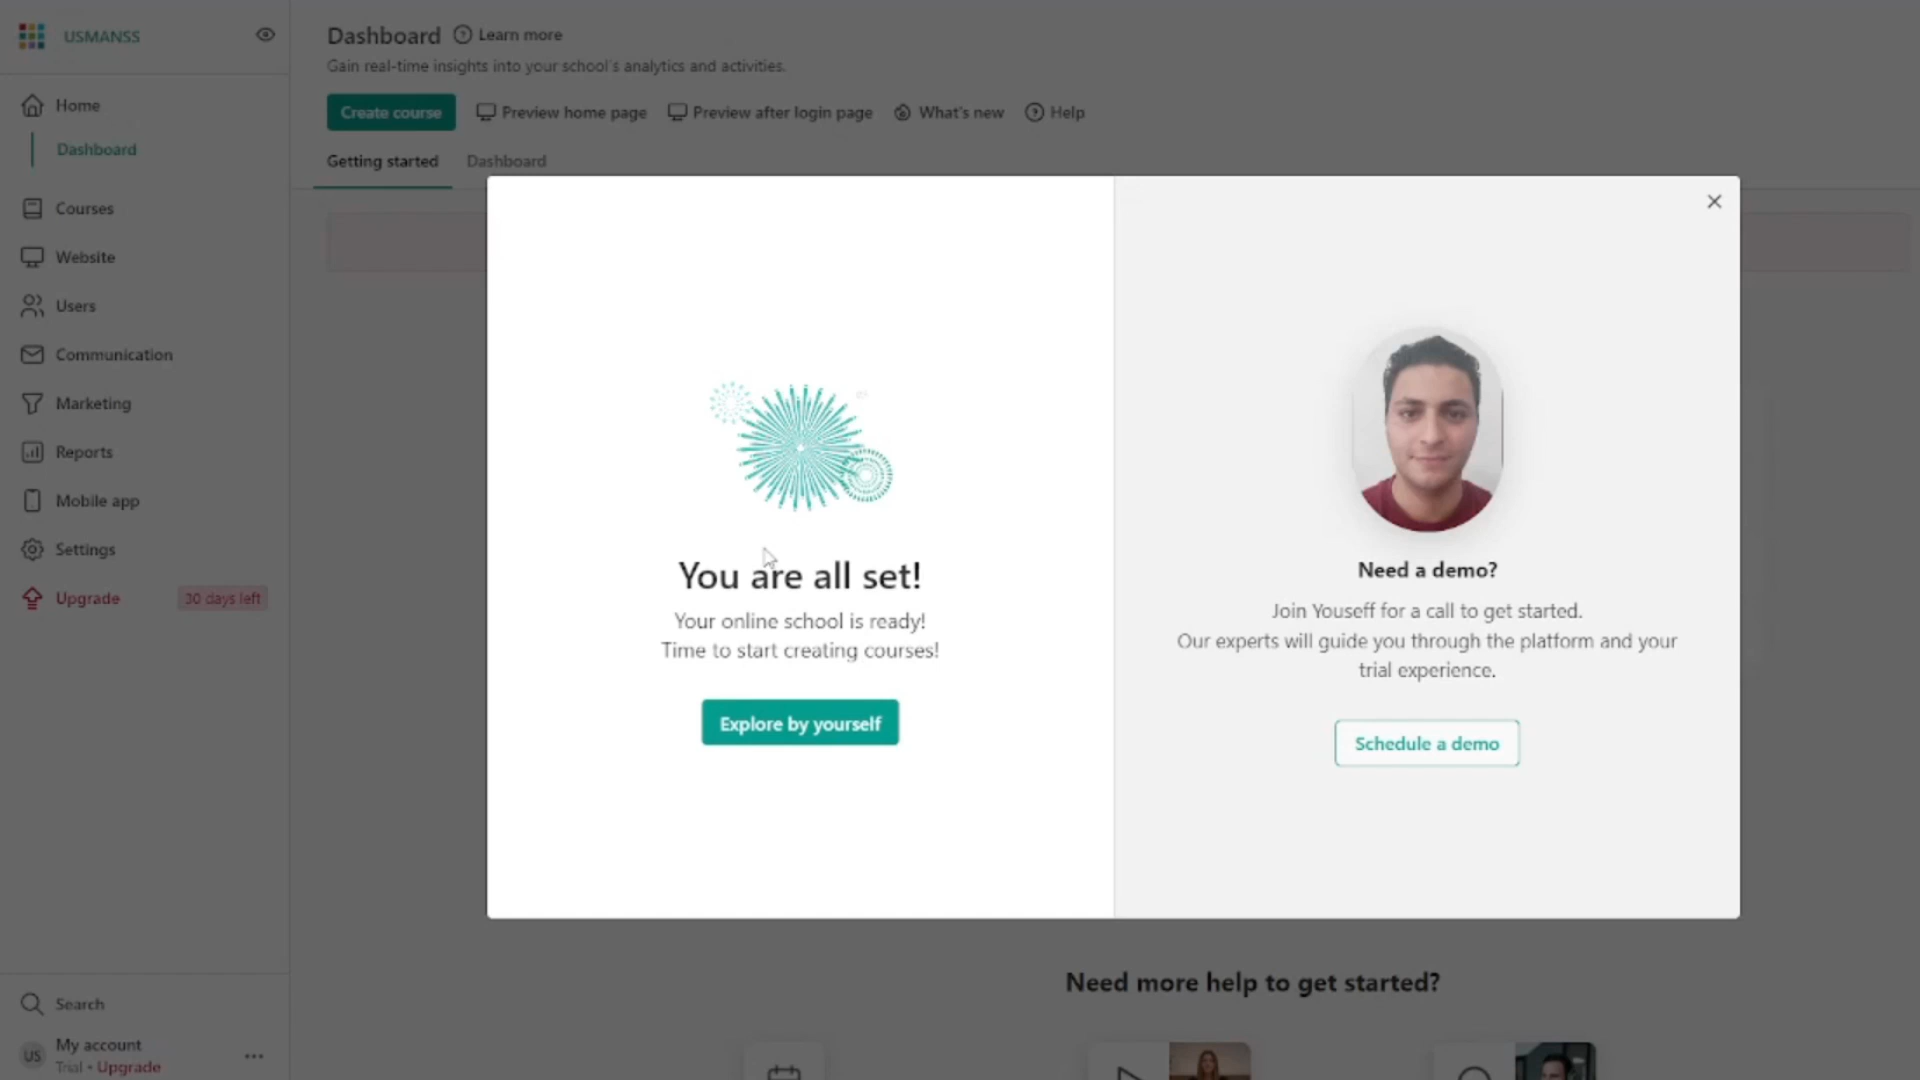 USMANSS
Home
Dashboard
Courses
Website
Users
Communication
Marketing
Reports
Mobile app
Settings
Upgrade 30 days left
Search
US My account
Trial • Upgrade
Dashboard Learn more
Gain real-time insights into your school's analytics and activities.
Create course Preview home page Preview after login page What's new Help
Getting started Dashboard
You are all set!
Your online school is ready!
Time to start creating courses!
Explore by yourself
Need a demo?
Join Youseff for a call to get started.
Our experts will guide you through the platform and your
trial experience.
Schedule a demo
Need more help to get started?